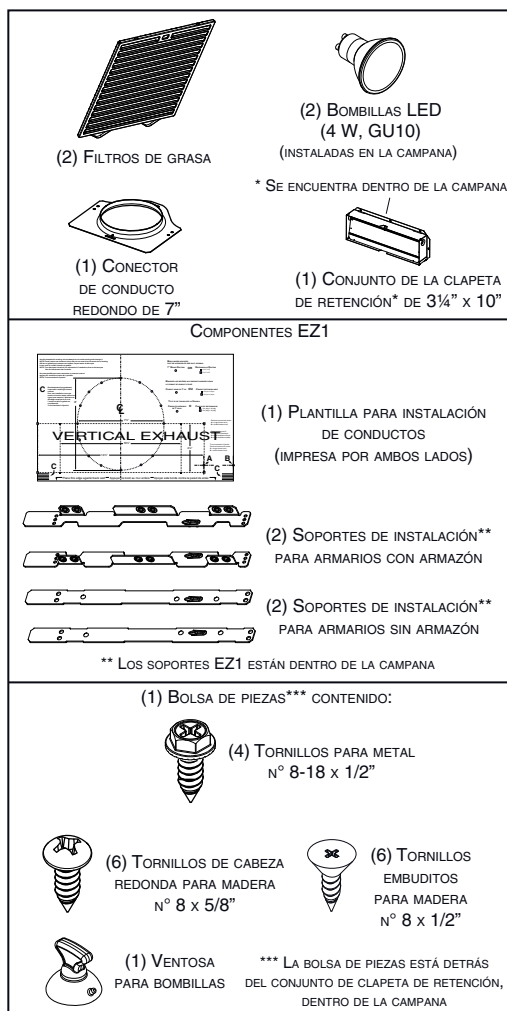 (2) FILTROS DE GRASA
(2) BOMBILLAS LED
(4 W, GU10)
(INSTALADAS EN LA CAMPANA)
* SE ENCUENTRA DENTRO DE LA CAMPANA
(1) CONECTOR
DE CONDUCTO
REDONDO DE 7”
(1) CONJUNTO DE LA CLAPETA
DE RETENCIÓN* DE 3¼” X 10”
COMPONENTES EZ1
VERTICAL EXHAUST
C
A
B
C
C
(1) PLANTILLA PARA INSTALACIÓN
DE CONDUCTOS
(IMPRESA POR AMBOS LADOS)
(2) SOPORTES DE INSTALACIÓN**
PARA ARMARIOS CON ARMAZÓN
(2) SOPORTES DE INSTALACIÓN**
PARA ARMARIOS SIN ARMAZÓN
** LOS SOPORTES EZ1 ESTÁN DENTRO DE LA CAMPANA
(1) BOLSA DE PIEZAS*** CONTENIDO:
(4) TORNILLOS PARA METAL
N° 8-18 X 1/2”
(6) TORNILLOS DE CABEZA
REDONDA PARA MADERA
N° 8 X 5/8”
(6) TORNILLOS
EMBUDITOS
PARA MADERA
N° 8 X 1/2”
(1) VENTOSA
PARA BOMBILLAS
*** LA BOLSA DE PIEZAS ESTÁ DETRÁS
DEL CONJUNTO DE CLAPETA DE RETENCIÓN,
DENTRO DE LA CAMPANA